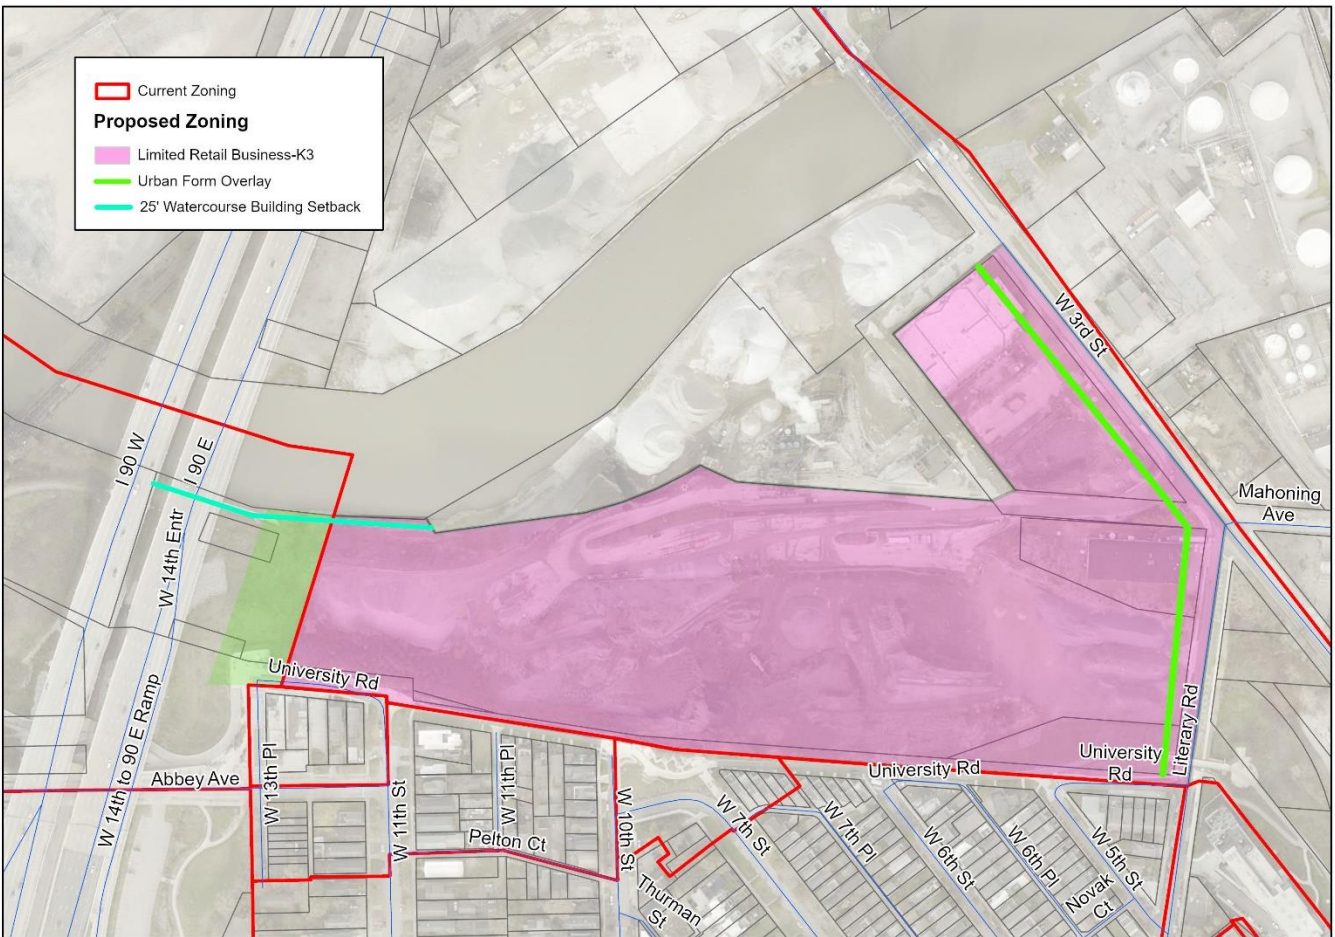 Current Zoning
Proposed Zoning
Limited Retail Business-K3
Urban Form Overlay
25' Watercourse Building Setback
W 3rd St
I 90 W
I 90 E
Mahoning
Ave
W 14th Entr
University Rd
W 14th to 90 E Ramp
Abbey Ave
W 13th Pl
W 11th St
W 11th Pl
Pelton Ct
W 10th St
Thurman
St
W 7th St
University Rd
W 7th Pl
W 6th St
W 6th Pl
Novak
Ct
W 5th St
University
Rd
Literary Rd